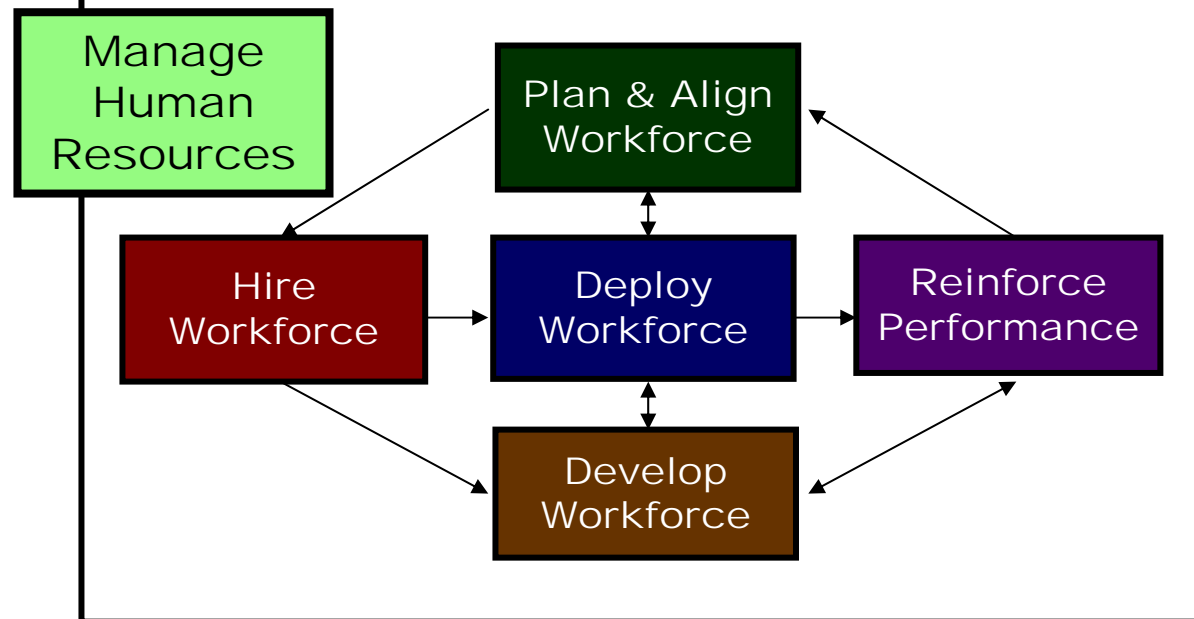 Manage
Human
Resources
Plan & Align
Workforce
Hire
Workforce
Deploy
Workforce
Reinforce
Performance
Develop
Workforce